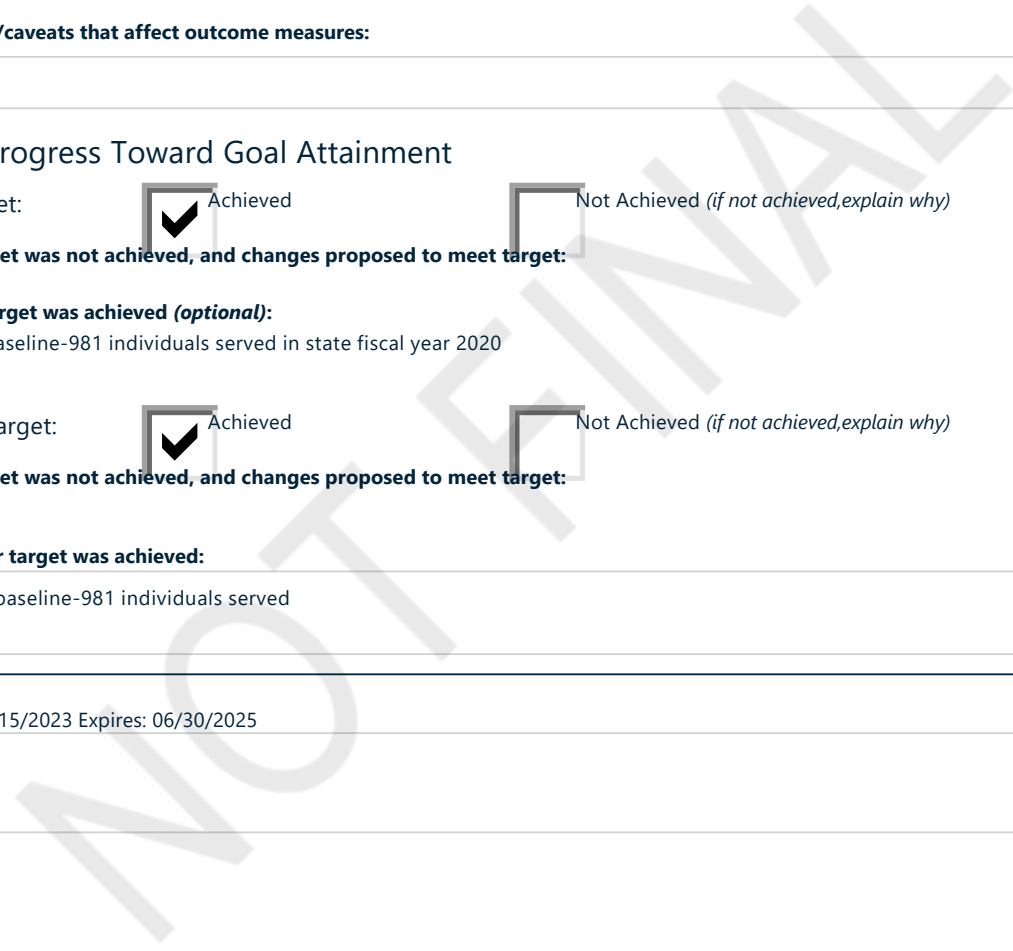 /caveats that affect outcome measures:
rogress Toward Goal Attainment
et: Achieved Not Achieved (if not achieved,explain why)
et was not achieved, and changes proposed to meet target:
rget was achieved (optional):
aseline-981 individuals served in state fiscal year 2020
arget: Achieved Not Achieved (if not achieved,explain why)
et was not achieved, and changes proposed to meet target:
r target was achieved:
baseline-981 individuals served
15/2023 Expires: 06/30/2025
NOT FINAL